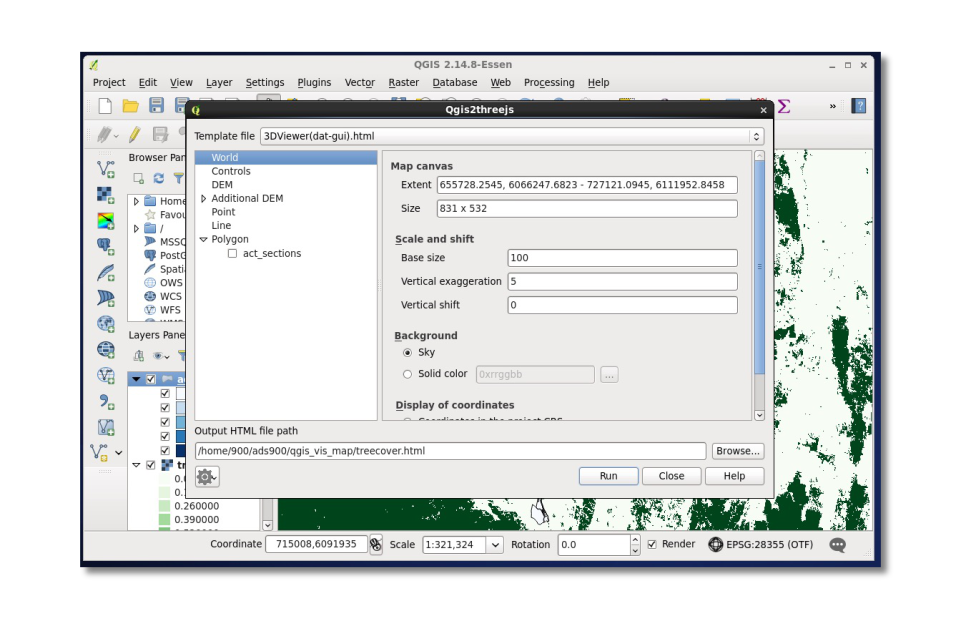 QGIS 2.14.8-Essen
Project Edit View Layer Settings Plugins Vector Raster Database Web Processing Help
Qgis2threejs
Template file 3DViewer(dat-gui).html
Browser Pan
Home
Favou
/
MSSQ
PostG
Spati
OWS
WCS
WFS
Layers Pane
0.260000
0.390000
World
Controls
DEM
Additional DEM
Point
Line
Polygon
act_sections
Map canvas
Extent 655728.2545, 6066247.6823 - 727121.0945, 6111952.8458
Size 831 x 532
Scale and shift
Base size 100
Vertical exaggeration 5
Vertical shift 0
Background
Sky
Solid color 0xrrggbb ...
Display of coordinates
Coordinates in the project CRS
Output HTML file path
/home/900/ads900/qgis_vis_map/treecover.html Browse...
Run Close Help
Coordinate 715008,6091935 Scale 1:321,324 Rotation 0.0 Render EPSG:28355 (OTF)